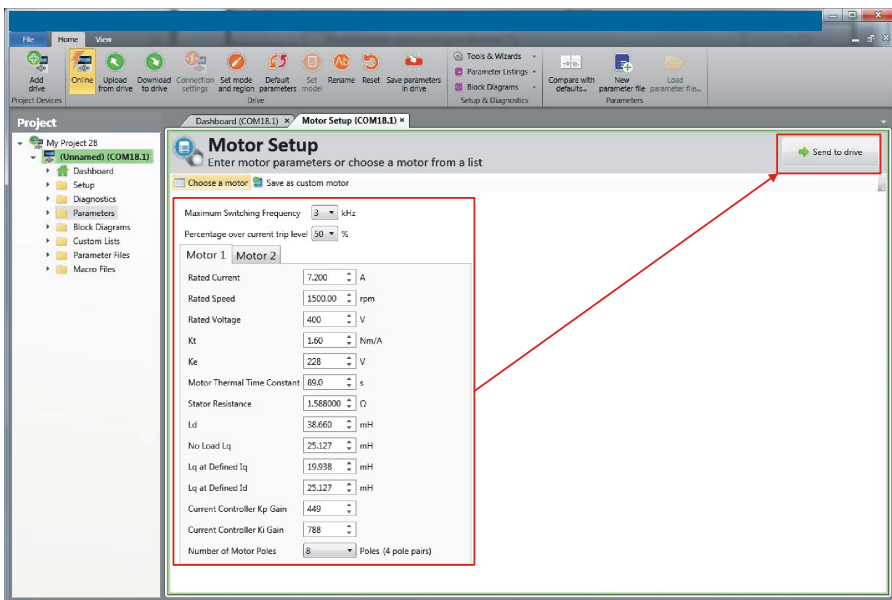 File Home View
Add drive
Online
Upload from drive
Download to drive
Connection settings
Set mode and region
Default parameters
Set model
Rename
Reset
Save parameters in drive
Tools & Wizards
Parameter Listings
Block Diagrams
Compare with defaults...
New parameter file
Load parameter file...
Project Devices Drive Setup & Diagnostics Parameters
Project
My Project 28
(Unnamed) (COM18.1)
Dashboard
Setup
Diagnostics
Parameters
Block Diagrams
Custom Lists
Parameter Files
Macro Files
Dashboard (COM18.1) × Motor Setup (COM18.1) ×
Motor Setup
Enter motor parameters or choose a motor from a list
Send to drive
Choose a motor Save as custom motor
Maximum Switching Frequency 3 kHz
Percentage over current trip level 50 %
Motor 1 Motor 2
Rated Current 7.200 A
Rated Speed 1500.00 rpm
Rated Voltage 400 V
Kt 1.60 Nm/A
Ke 228 V
Motor Thermal Time Constant 89.0 s
Stator Resistance 1.588000 Ω
Ld 38.660 mH
No Load Lq 25.127 mH
Lq at Defined Iq 19.938 mH
Lq at Defined Id 25.127 mH
Current Controller Kp Gain 449
Current Controller Ki Gain 788
Number of Motor Poles 8 Poles (4 pole pairs)